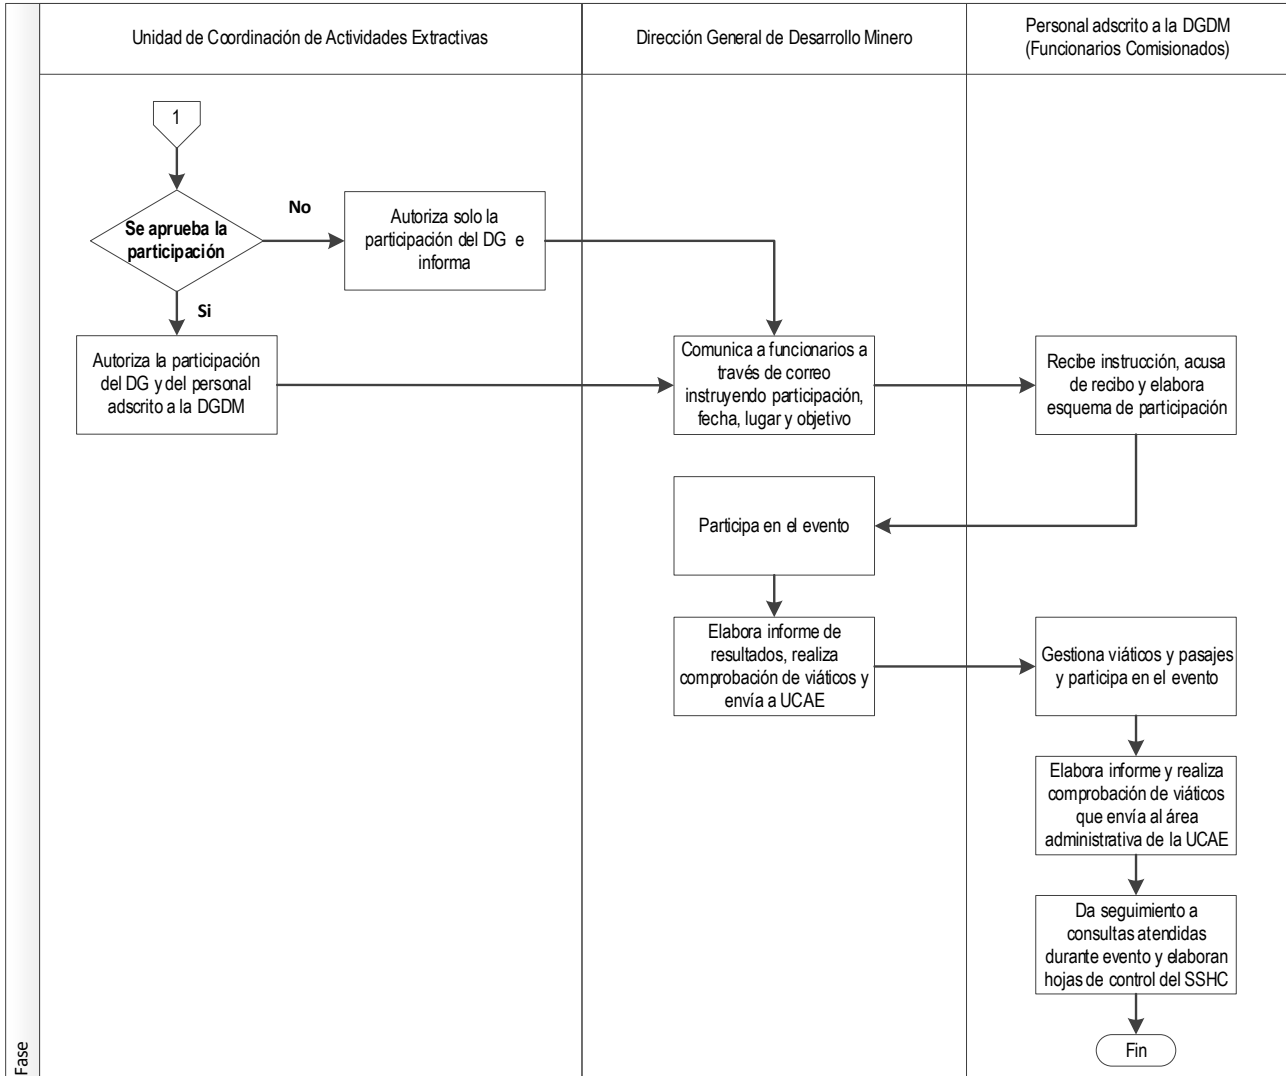 Unidad de Coordinación de Actividades Extractivas
Dirección General de Desarrollo Minero
Personal adscrito a la DGDM
(Funcionarios Comisionados)
1
Se aprueba la
participación
No
Autoriza solo la
participación del DG e
informa
Si
Autoriza la participación
del DG y del personal
adscrito a la DGDM
Comunica a funcionarios a
través de correo
instruyendo participación,
fecha, lugar y objetivo
Recibe instrucción, acusa
de recibo y elabora
esquema de participación
Participa en el evento
Elabora informe de
resultados, realiza
comprobación de viáticos y
envía a UCAE
Gestiona viáticos y pasajes
y participa en el evento
Elabora informe y realiza
comprobación de viáticos
que envía al área
administrativa de la UCAE
Da seguimiento a
consultas atendidas
durante evento y elaboran
hojas de control del SSHC
Fin
Fase